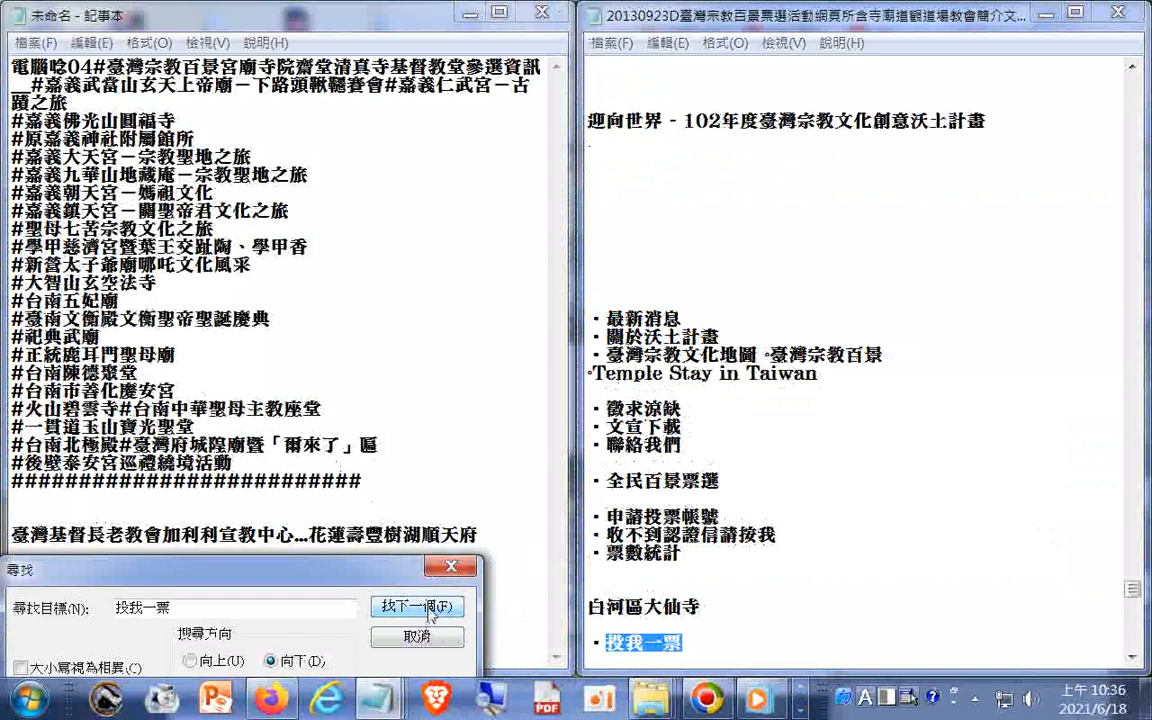 未命名 - 記事本
檔案(F) 編輯(E) 格式(O) 檢視(V) 說明(H)
電腦唸04#臺灣宗教百景宮廟寺院齋堂清真寺基督教堂參選資訊
__#嘉義武當山玄天上帝廟－下路頭鞦韆賽會#嘉義仁武宮－古
蹟之旅
#嘉義佛光山圓福寺
#原嘉義神社附屬館所
#嘉義大天宮－宗教聖地之旅
#嘉義九華山地藏庵－宗教聖地之旅
#嘉義朝天宮－媽祖文化
#嘉義鎮天宮－關聖帝君文化之旅
#聖母七苦宗教文化之旅
#學甲慈濟宮暨葉王交趾陶、學甲香
#新營太子爺廟哪吒文化風采
#大智山玄空法寺
#台南五妃廟
#臺南文衡殿文衡聖帝聖誕慶典
#祀典武廟
#正統鹿耳門聖母廟
#台南陳德聚堂
#台南市善化慶安宮
#火山碧雲寺#台南中華聖母主教座堂
#一貫道玉山寶光聖堂
#台南北極殿#臺灣府城隍廟暨「爾來了」匾
#後壁泰安宮巡禮繞境活動
##########################
臺灣基督長老教會加利利宣教中心...花蓮壽豐樹湖順天府
尋找
尋找目標(N): 投我一票
找下一個(F)
搜尋方向
取消
大小寫視為相異(C)
向上(U) 向下(D)
20130923D臺灣宗教百景票選活動網頁所含寺廟道觀道場教會簡介文...
檔案(F) 編輯(E) 格式(O) 檢視(V) 說明(H)
迎向世界 - 102年度臺灣宗教文化創意沃土計畫
·最新消息
·關於沃土計畫
·臺灣宗教文化地圖 °臺灣宗教百景
°Temple Stay in Taiwan
·徵求涼缺
·文宣下載
·聯絡我們
·全民百景票選
·申請投票帳號
·收不到認證信請按我
·票數統計
白河區大仙寺
·投我一票
上午 10:36
2021/6/18